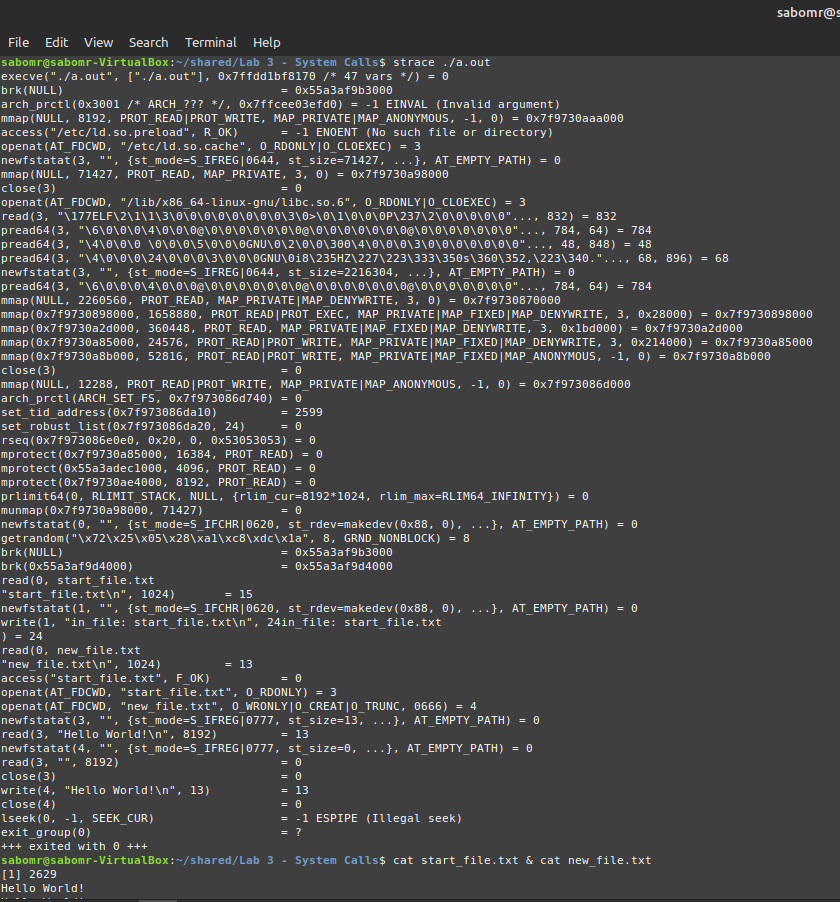 sabomr@s
File Edit View Search Terminal Help
sabomr@sabomr-VirtualBox:~/shared/Lab 3 - System Calls$ strace ./a.out
execve("./a.out", ["./a.out"], 0x7ffdd1bf8170 /* 47 vars */) = 0
brk(NULL)                               = 0x55a3af9b3000
arch_prctl(0x3001 /* ARCH_??? */, 0x7ffcee03efd0) = -1 EINVAL (Invalid argument)
mmap(NULL, 8192, PROT_READ|PROT_WRITE, MAP_PRIVATE|MAP_ANONYMOUS, -1, 0) = 0x7f9730aaa000
access("/etc/ld.so.preload", R_OK)      = -1 ENOENT (No such file or directory)
openat(AT_FDCWD, "/etc/ld.so.cache", O_RDONLY|O_CLOEXEC) = 3
newfstatat(3, "", {st_mode=S_IFREG|0644, st_size=71427, ...}, AT_EMPTY_PATH) = 0
mmap(NULL, 71427, PROT_READ, MAP_PRIVATE, 3, 0) = 0x7f9730a98000
close(3)                                = 0
openat(AT_FDCWD, "/lib/x86_64-linux-gnu/libc.so.6", O_RDONLY|O_CLOEXEC) = 3
read(3, "\177ELF\2\1\1\3\0\0\0\0\0\0\0\0\3\0>\0\1\0\0\0P\237\2\0\0\0\0\0"..., 832) = 832
pread64(3, "\6\0\0\0\4\0\0\0@\0\0\0\0\0\0\0@\0\0\0\0\0\0\0@\0\0\0\0\0\0\0"..., 784, 64) = 784
pread64(3, "\4\0\0\0 \0\0\0\5\0\0\0GNU\0\2\0\0\300\4\0\0\0\3\0\0\0\0\0\0\0"..., 48, 848) = 48
pread64(3, "\4\0\0\0\24\0\0\0\3\0\0\0GNU\0i8\235HZ\227\223\333\350s\360\352,\223\340."..., 68, 896) = 68
newfstatat(3, "", {st_mode=S_IFREG|0644, st_size=2216304, ...}, AT_EMPTY_PATH) = 0
pread64(3, "\6\0\0\0\4\0\0\0@\0\0\0\0\0\0\0@\0\0\0\0\0\0\0@\0\0\0\0\0\0\0"..., 784, 64) = 784
mmap(NULL, 2260560, PROT_READ, MAP_PRIVATE|MAP_DENYWRITE, 3, 0) = 0x7f9730870000
mmap(0x7f9730898000, 1658880, PROT_READ|PROT_EXEC, MAP_PRIVATE|MAP_FIXED|MAP_DENYWRITE, 3, 0x28000) = 0x7f9730898000
mmap(0x7f9730a2d000, 360448, PROT_READ, MAP_PRIVATE|MAP_FIXED|MAP_DENYWRITE, 3, 0x1bd000) = 0x7f9730a2d000
mmap(0x7f9730a85000, 24576, PROT_READ|PROT_WRITE, MAP_PRIVATE|MAP_FIXED|MAP_DENYWRITE, 3, 0x214000) = 0x7f9730a85000
mmap(0x7f9730a8b000, 52816, PROT_READ|PROT_WRITE, MAP_PRIVATE|MAP_FIXED|MAP_ANONYMOUS, -1, 0) = 0x7f9730a8b000
close(3)                                = 0
mmap(NULL, 12288, PROT_READ|PROT_WRITE, MAP_PRIVATE|MAP_ANONYMOUS, -1, 0) = 0x7f973086d000
arch_prctl(ARCH_SET_FS, 0x7f973086d740) = 0
set_tid_address(0x7f973086da10)         = 2599
set_robust_list(0x7f973086da20, 24)     = 0
rseq(0x7f973086e0e0, 0x20, 0, 0x53053053) = 0
mprotect(0x7f9730a85000, 16384, PROT_READ) = 0
mprotect(0x55a3adec1000, 4096, PROT_READ) = 0
mprotect(0x7f9730ae4000, 8192, PROT_READ) = 0
prlimit64(0, RLIMIT_STACK, NULL, {rlim_cur=8192*1024, rlim_max=RLIM64_INFINITY}) = 0
munmap(0x7f9730a98000, 71427)           = 0
newfstatat(0, "", {st_mode=S_IFCHR|0620, st_rdev=makedev(0x88, 0), ...}, AT_EMPTY_PATH) = 0
getrandom("\x72\x25\x05\x28\xa1\xc8\xdc\x1a", 8, GRND_NONBLOCK) = 8
brk(NULL)                               = 0x55a3af9b3000
brk(0x55a3af9d4000)                     = 0x55a3af9d4000
read(0, start_file.txt
"start_file.txt\n", 1024)       = 15
newfstatat(1, "", {st_mode=S_IFCHR|0620, st_rdev=makedev(0x88, 0), ...}, AT_EMPTY_PATH) = 0
write(1, "in_file: start_file.txt\n", 24in_file: start_file.txt
) = 24
read(0, new_file.txt
"new_file.txt\n", 1024)         = 13
access("start_file.txt", F_OK)          = 0
openat(AT_FDCWD, "start_file.txt", O_RDONLY) = 3
openat(AT_FDCWD, "new_file.txt", O_WRONLY|O_CREAT|O_TRUNC, 0666) = 4
newfstatat(3, "", {st_mode=S_IFREG|0777, st_size=13, ...}, AT_EMPTY_PATH) = 0
read(3, "Hello World!\n", 8192)         = 13
newfstatat(4, "", {st_mode=S_IFREG|0777, st_size=0, ...}, AT_EMPTY_PATH) = 0
read(3, "", 8192)                       = 0
close(3)                                = 0
write(4, "Hello World!\n", 13)          = 13
close(4)                                = 0
lseek(0, -1, SEEK_CUR)                  = -1 ESPIPE (Illegal seek)
exit_group(0)                           = ?
+++ exited with 0 +++
sabomr@sabomr-VirtualBox:~/shared/Lab 3 - System Calls$ cat start_file.txt & cat new_file.txt
[1] 2629
Hello World!